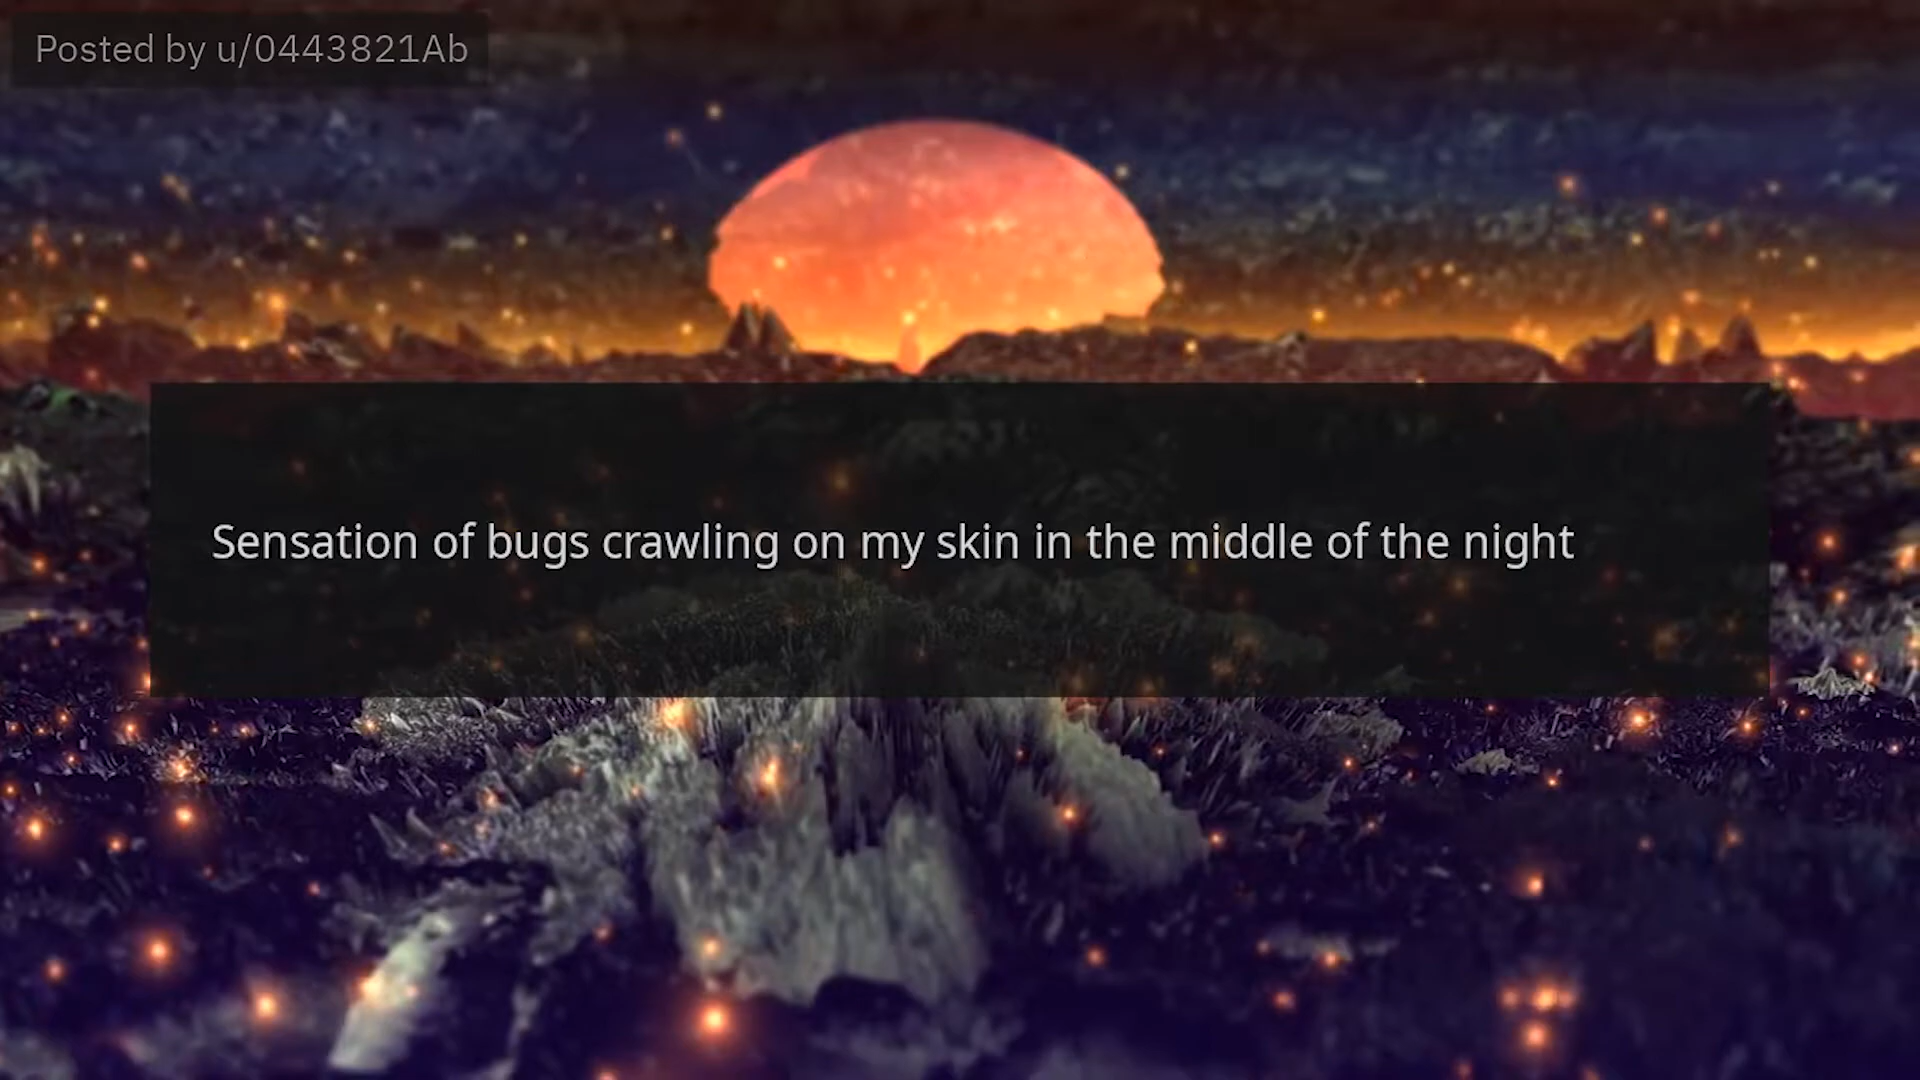 Posted by u/0443821Ab
Sensation of bugs crawling on my skin in the middle of the night